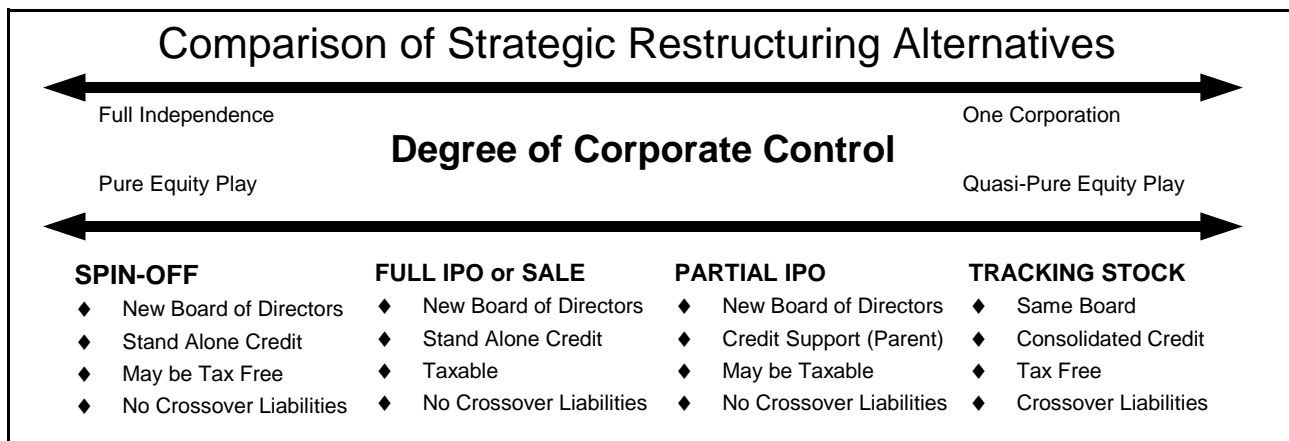 Comparison of Strategic Restructuring Alternatives
Full Independence One Corporation
Degree of Corporate Control
Pure Equity Play Quasi-Pure Equity Play
SPIN-OFF
♦ New Board of Directors
♦ Stand Alone Credit
♦ May be Tax Free
♦ No Crossover Liabilities
FULL IPO or SALE
♦ New Board of Directors
♦ Stand Alone Credit
♦ Taxable
♦ No Crossover Liabilities
PARTIAL IPO
♦ New Board of Directors
♦ Credit Support (Parent)
♦ May be Taxable
♦ No Crossover Liabilities
TRACKING STOCK
♦ Same Board
♦ Consolidated Credit
♦ Tax Free
♦ Crossover Liabilities